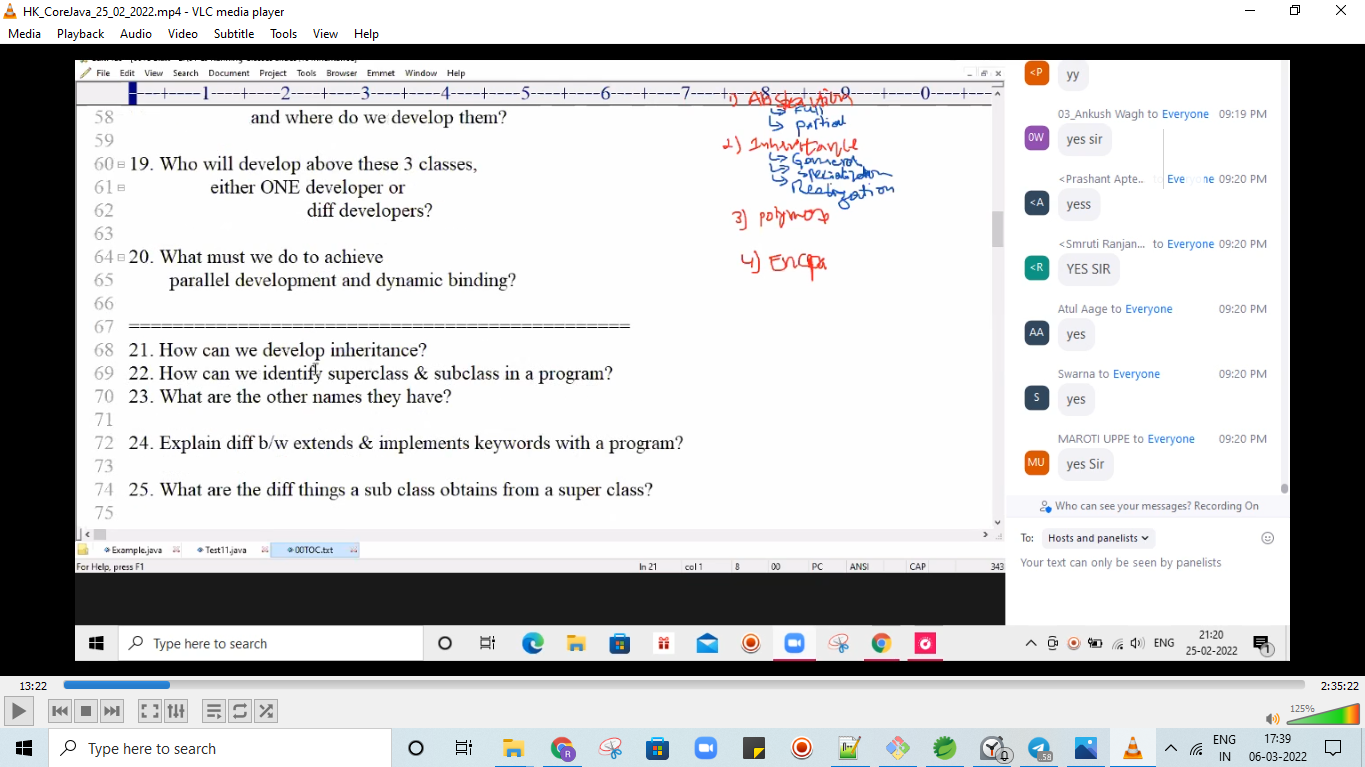 HK_CoreJava_25_02_2022.mp4 - VLC media player
Media Playback Audio Video Subtitle Tools View Help
File Edit View Search Document Project Tools Browser Emmet Window Help
1 2 3 4 5 6 7 8 9 0
58 and where do we develop them?
59
60 19. Who will develop above these 3 classes,
61 either ONE developer or
62 diff developers?
63
64 20. What must we do to achieve
65 parallel development and dynamic binding?
66
67 ==============================================
68 21. How can we develop inheritance?
69 22. How can we identify superclass & subclass in a program?
70 23. What are the other names they have?
71
72 24. Explain diff b/w extends & implements keywords with a program?
73
74 25. What are the diff things a sub class obtains from a super class?
75
1)
Full
partial
2) Inheritance
3) polymor
4) Encpa
Example.java Test11.java 00TOC.txt
For Help, press F1 ln 21 col 1 8 00 PC ANSI CAP 343
<P yy
03_Ankush Wagh to Everyone 09:19 PM
0W yes sir
<Prashant Apte... Eve ne 09:20 PM
<A yess
<Smruti Ranjan... to Everyone 09:20 PM
<R YES SIR
Atul Aage to Everyone 09:20 PM
AA yes
Swarna to Everyone 09:20 PM
S yes
MAROTI UPPE to Everyone 09:20 PM
MU yes Sir
Who can see your messages? Recording On
To: Hosts and panelists
Your text can only be seen by panelists
Type here to search ENG 21:20
25-02-2022 1
13:22 2:35:22
125%
Type here to search 58 ENG 17:39
IN 06-03-2022